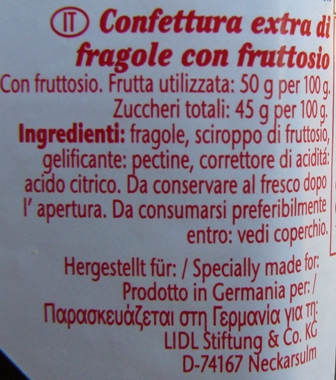 IT Confettura extra di
fragole con fruttosio
Con fruttosio. Frutta utilizzata: 50 g per 100 g.
Zuccheri totali: 45 g per 100 g.
Ingredienti: fragole, sciroppo di fruttosio,
gelificante: pectine, correttore di aciditá:
acido citrico. Da conservare al fresco dopo
l' apertura. Da consumarsi preferibilmente
entro: vedi coperchio.
Hergestellt für: / Specially made for:
Prodotto in Germania per: /
Παρασκευάζεται στη Γερμανία για τη:
LIDL Stiftung & Co. KG
D-74167 Neckarsulm